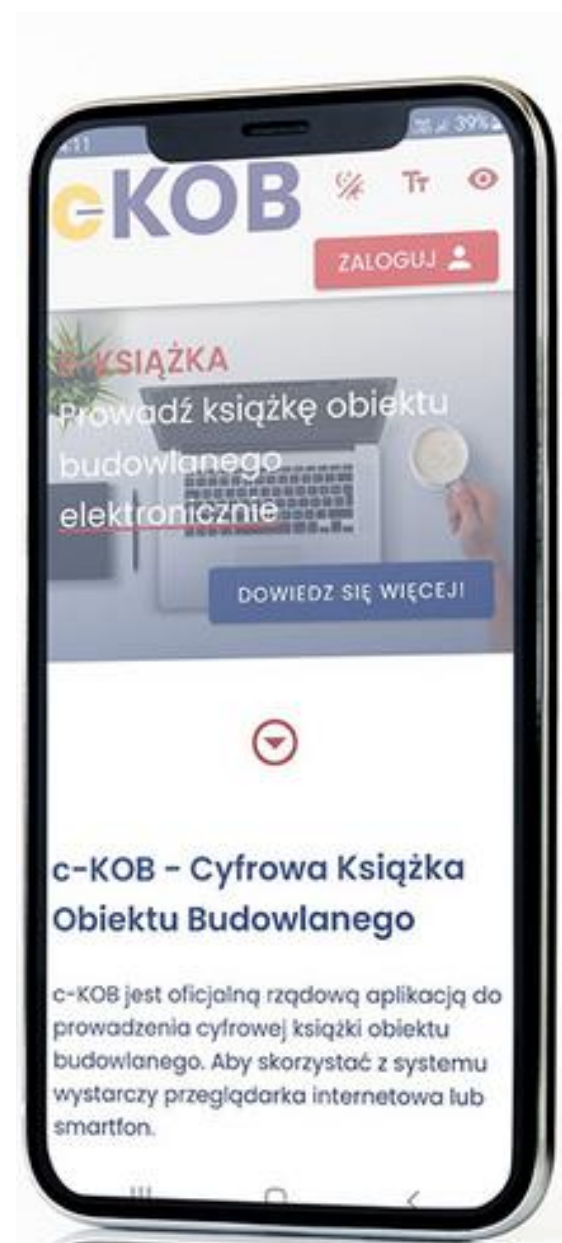 39%
c-KOB
Tт
ZALOGUJ
e-KSIĄŻKA
Prowadź książkę obiektu
budowlanego
elektronicznie
DOWIEDZ SIĘ WIĘCEJ!
c-KOB - Cyfrowa Książka
Obiektu Budowlanego
c-KOB jest oficjalną rządową aplikacją do
prowadzenia cyfrowej książki obiektu
budowlanego. Aby skorzystać z systemu
wystarczy przeglądarka internetowa lub
smartfon.